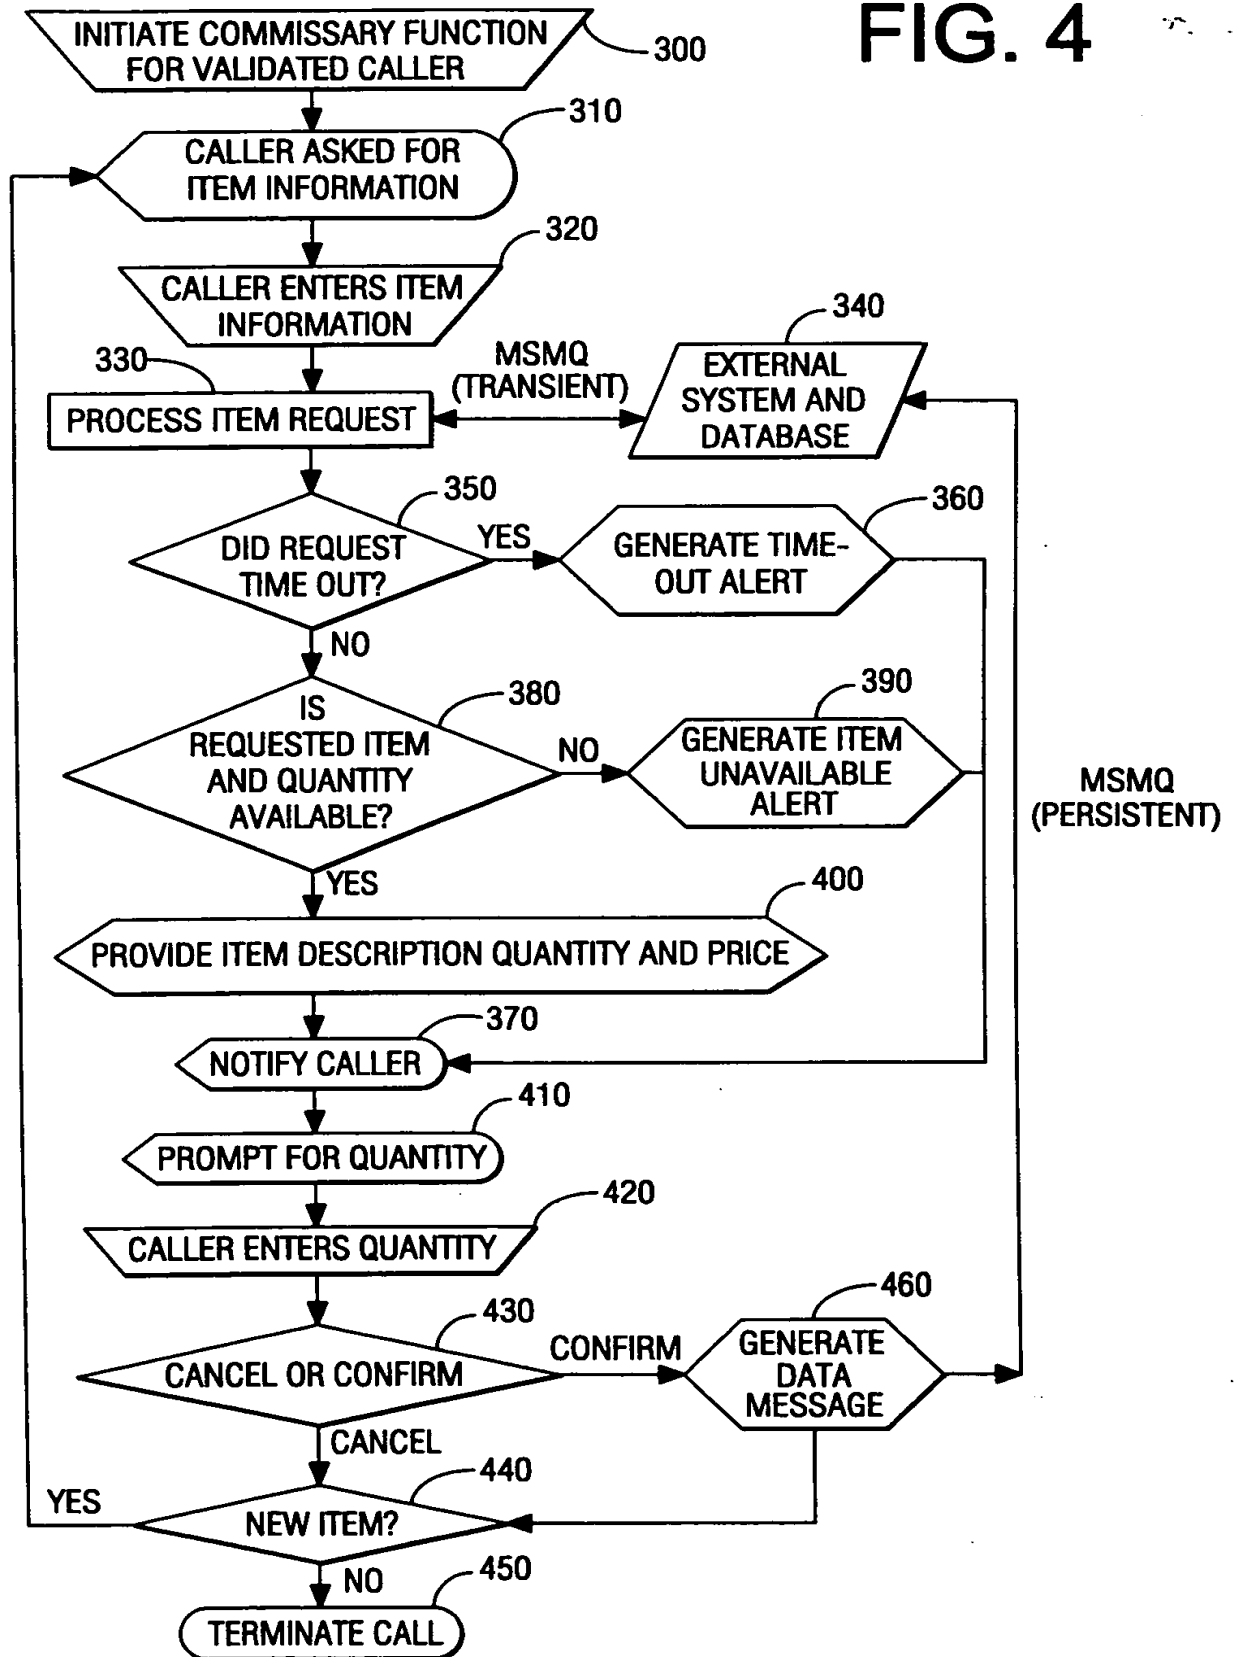 FIG. 4
INITIATE COMMISSARY FUNCTION
FOR VALIDATED CALLER
300
310
CALLER ASKED FOR
ITEM INFORMATION
320
CALLER ENTERS ITEM
INFORMATION
330
PROCESS ITEM REQUEST
MSMQ
(TRANSIENT)
340
EXTERNAL
SYSTEM AND
DATABASE
350
DID REQUEST
TIME OUT?
YES
360
GENERATE TIME-
OUT ALERT
NO
380
IS
REQUESTED ITEM
AND QUANTITY
AVAILABLE?
NO
390
GENERATE ITEM
UNAVAILABLE
ALERT
MSMQ
(PERSISTENT)
YES
400
PROVIDE ITEM DESCRIPTION QUANTITY AND PRICE
370
NOTIFY CALLER
410
PROMPT FOR QUANTITY
420
CALLER ENTERS QUANTITY
430
CANCEL OR CONFIRM
CONFIRM
460
GENERATE
DATA
MESSAGE
CANCEL
440
NEW ITEM?
YES
NO
450
TERMINATE CALL